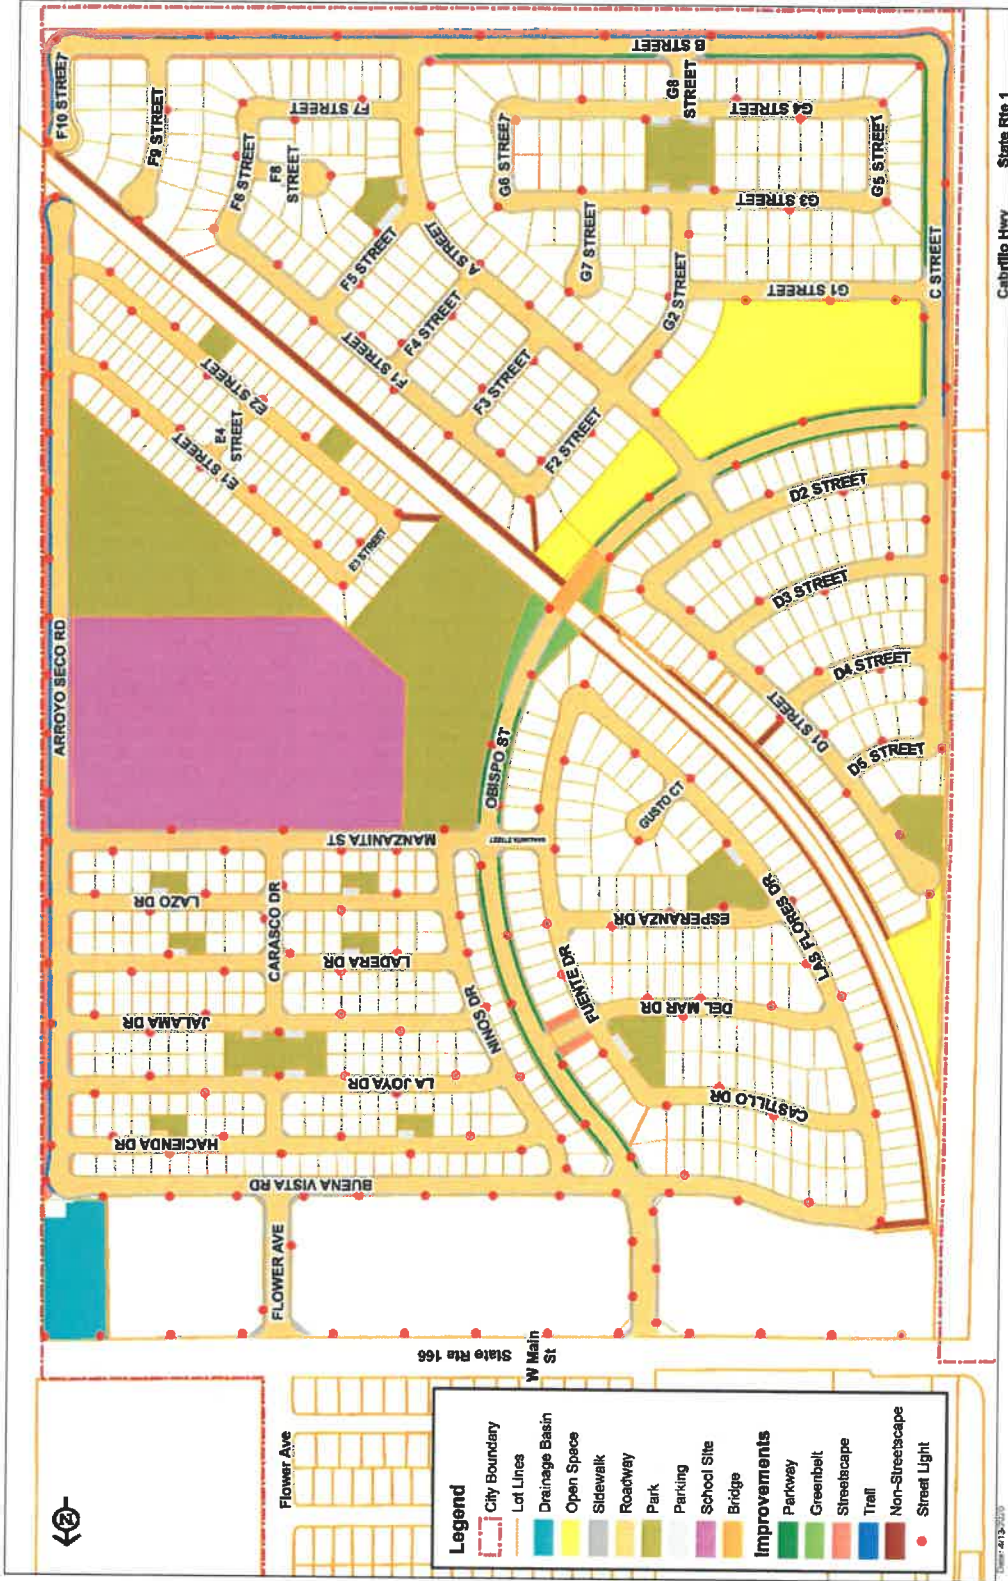 F10 STREET
F9 STREET
F7 STREET
F6 STREET
F8
STREET
F5 STREET
A STREET
F4 STREET
F1 STREET
F3 STREET
F2 STREET
B STREET
G8
STREET
G4 STREET
G6 STREET
G5 STREET
G3 STREET
G7 STREET
G2 STREET
G1 STREET
C STREET
Cabrillo Hwy
State Rte 1
E2 STREET
E4
STREET
E1 STREET
E3 STREET
ARROYO SECO RD
D2 STREET
D3 STREET
D4 STREET
D1 STREET
D5 STREET
OBISPO ST
MANZANITA ST
GUSTO CT
LAZO DR
CARASCO DR
LADERA DR
ESPERANZA DR
LAS FLORES DR
JALAMA DR
NINOS DR
FUENTE DR
DEL MAR DR
LA JOYA DR
CASTILLO DR
HACIENDA DR
BUENA VISTA RD
FLOWER AVE
State Rte 166
W Main
St
Flower Ave
N
Legend
City Boundary
Lot Lines
Drainage Basin
Open Space
Sidewalk
Roadway
Park
Parking
School Site
Bridge
Improvements
Parkway
Greenbelt
Streetscape
Trail
Non-Streetscape
Street Light